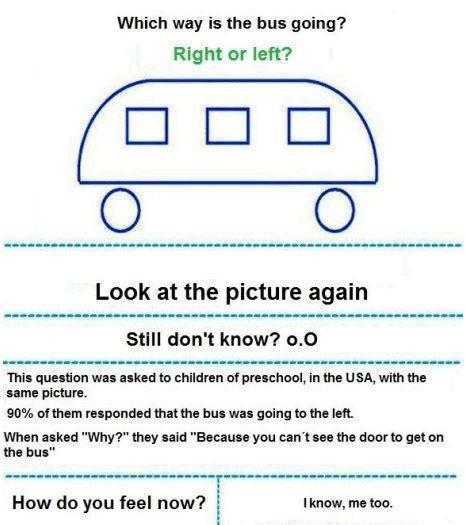 Which way is the bus going?
Right or left?
Look at the picture again
Still don't know? o.O
This question was asked to children of preschool, in the USA, with the
same picture.
90% of them responded that the bus was going to the left.
When asked "Why?" they said "Because you can´t see the door to get on
the bus"
How do you feel now?
I know, me too.